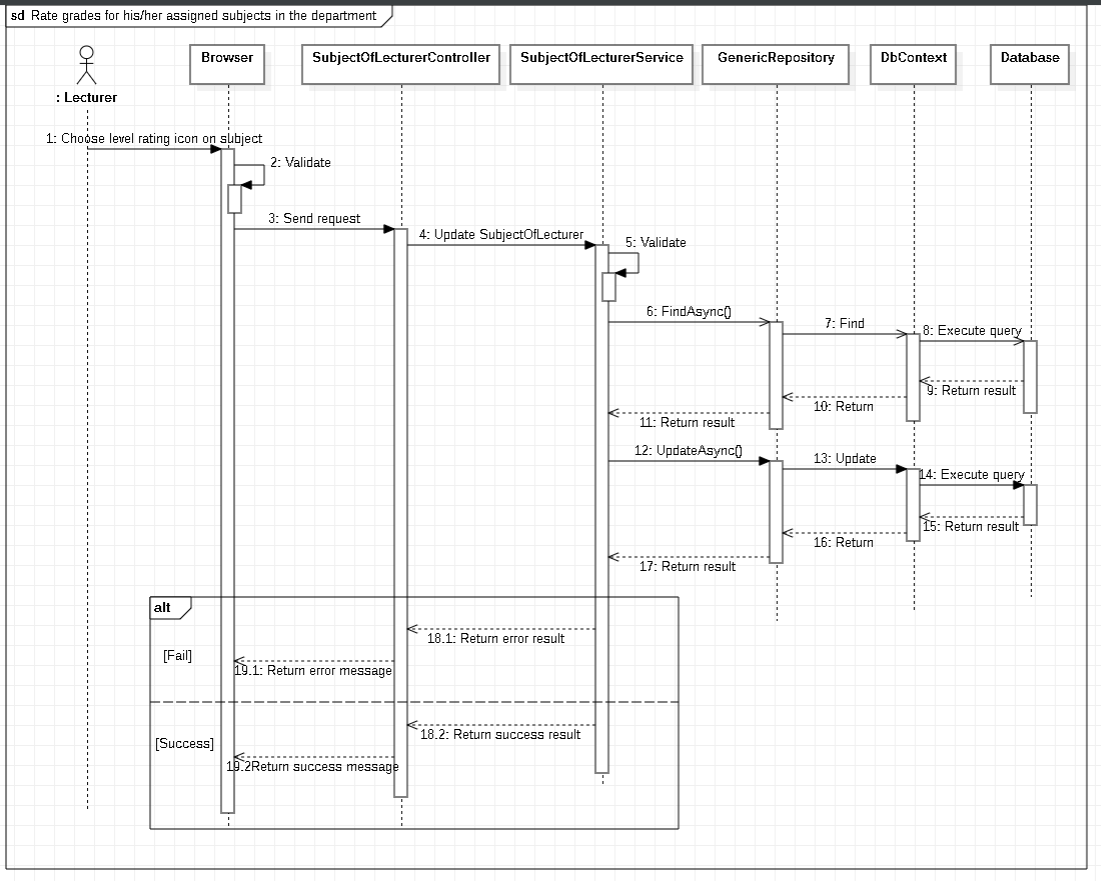 sd Rate grades for his/her assigned subjects in the department
Browser
SubjectOfLecturerController
SubjectOfLecturerService
GenericRepository
DbContext
Database
: Lecturer
1: Choose level rating icon on subject
2: Validate
3: Send request
4: Update SubjectOfLecturer
5: Validate
6: FindAsync()
7: Find
8: Execute query
9: Return result
10: Return
11: Return result
12: UpdateAsync()
13: Update
14: Execute query
15: Return result
16: Return
17: Return result
alt
18.1: Return error result
[Fail]
19.1: Return error message
18.2: Return success result
[Success]
19.2Return success message